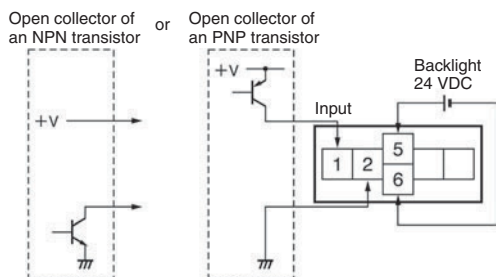 Open collector of
an NPN transistor
or
Open collector of
an PNP transistor
Backlight
24 VDC
+V
+V
Input
1
2
5
6